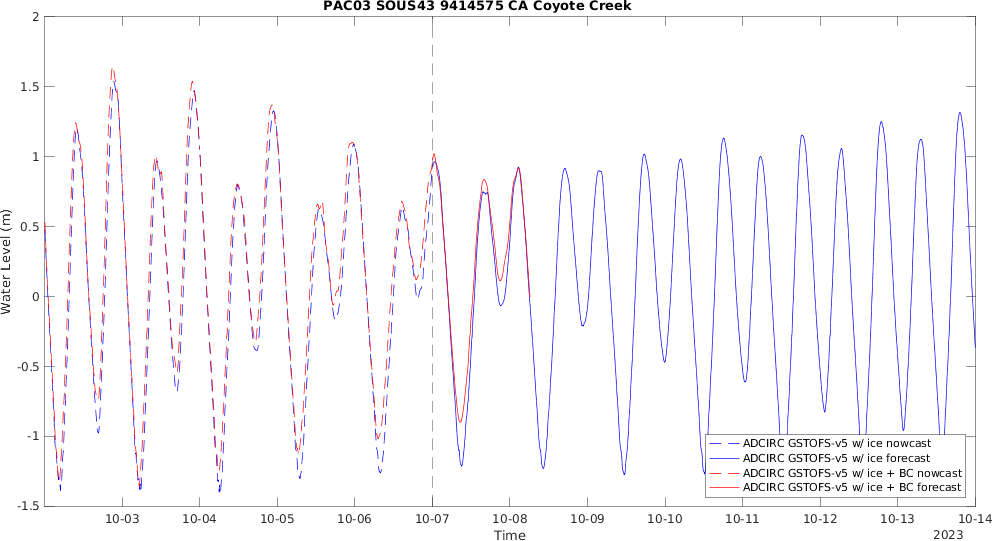 PAC03 SOUS43 9414575 CA Coyote Creek
2
1.5
1
0.5
0
-0.5
-1
-1.5
Water Level (m)
10-03 10-04 10-05 10-06 10-07 10-08 10-09 10-10 10-11 10-12 10-13 10-14
Time
2023
ADCIRC GSTOFS-v5 w/ ice nowcast
ADCIRC GSTOFS-v5 w/ ice forecast
ADCIRC GSTOFS-v5 w/ ice + BC nowcast
ADCIRC GSTOFS-v5 w/ ice + BC forecast